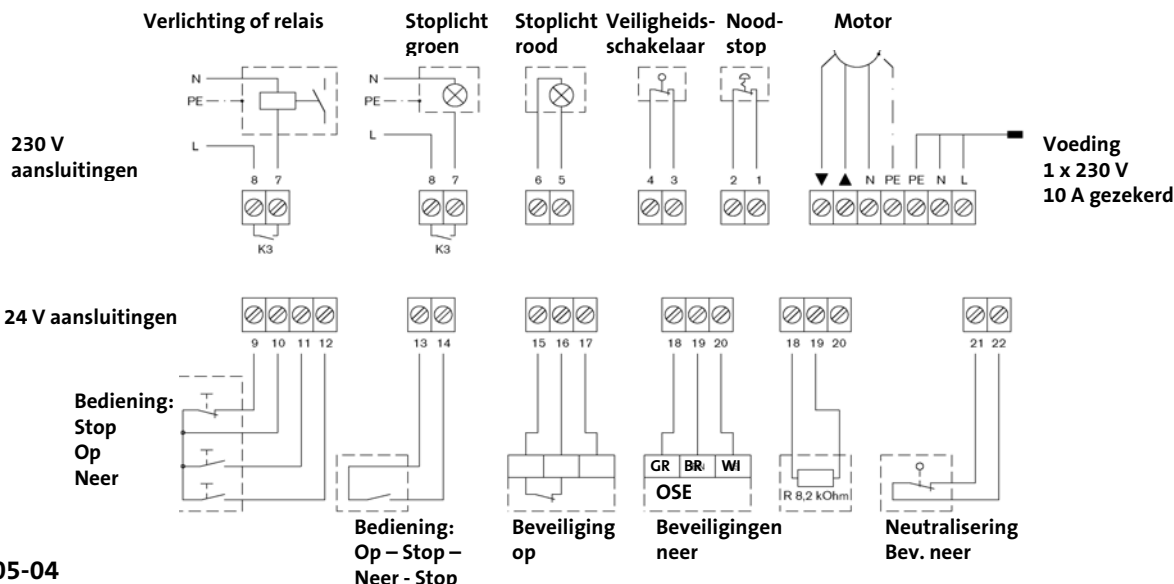 Verlichting of relais
Stoplicht groen
Stoplicht rood
Veiligheids-schakelaar
Nood-stop
Motor
N
PE
L
N
PE
L
230 V
aansluitingen
Voeding
1 x 230 V
10 A gezekerd
8 7
8 7
6 5
4 3
2 1
▼ ▲ N PE PE N L
K3
K3
24 V aansluitingen
9 10 11 12
13 14
15 16 17
18 19 20
18 19 20
21 22
Bediening:
Stop
Op
Neer
GR BR WI
OSE
R 8,2 kOhm
Bediening:
Op – Stop –
Neer - Stop
Beveiliging
op
Beveiligingen
neer
Neutralisering
Bev. neer
05-04